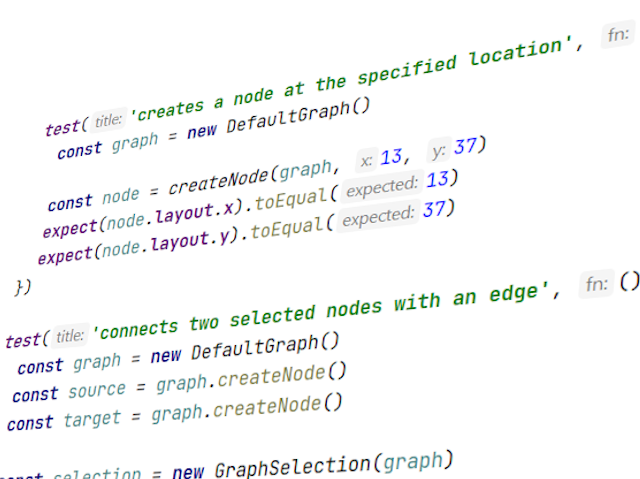 test( title: 'creates a node at the specified location', fn:
const graph = new DefaultGraph()
const node = createNode(graph, x: 13, y: 37)
expect(node.layout.x).toEqual( expected: 13)
expect(node.layout.y).toEqual( expected: 37)
})
test( title: 'connects two selected nodes with an edge', fn: ()
const graph = new DefaultGraph()
const source = graph.createNode()
const target = graph.createNode()
const selection = new GraphSelection(graph)